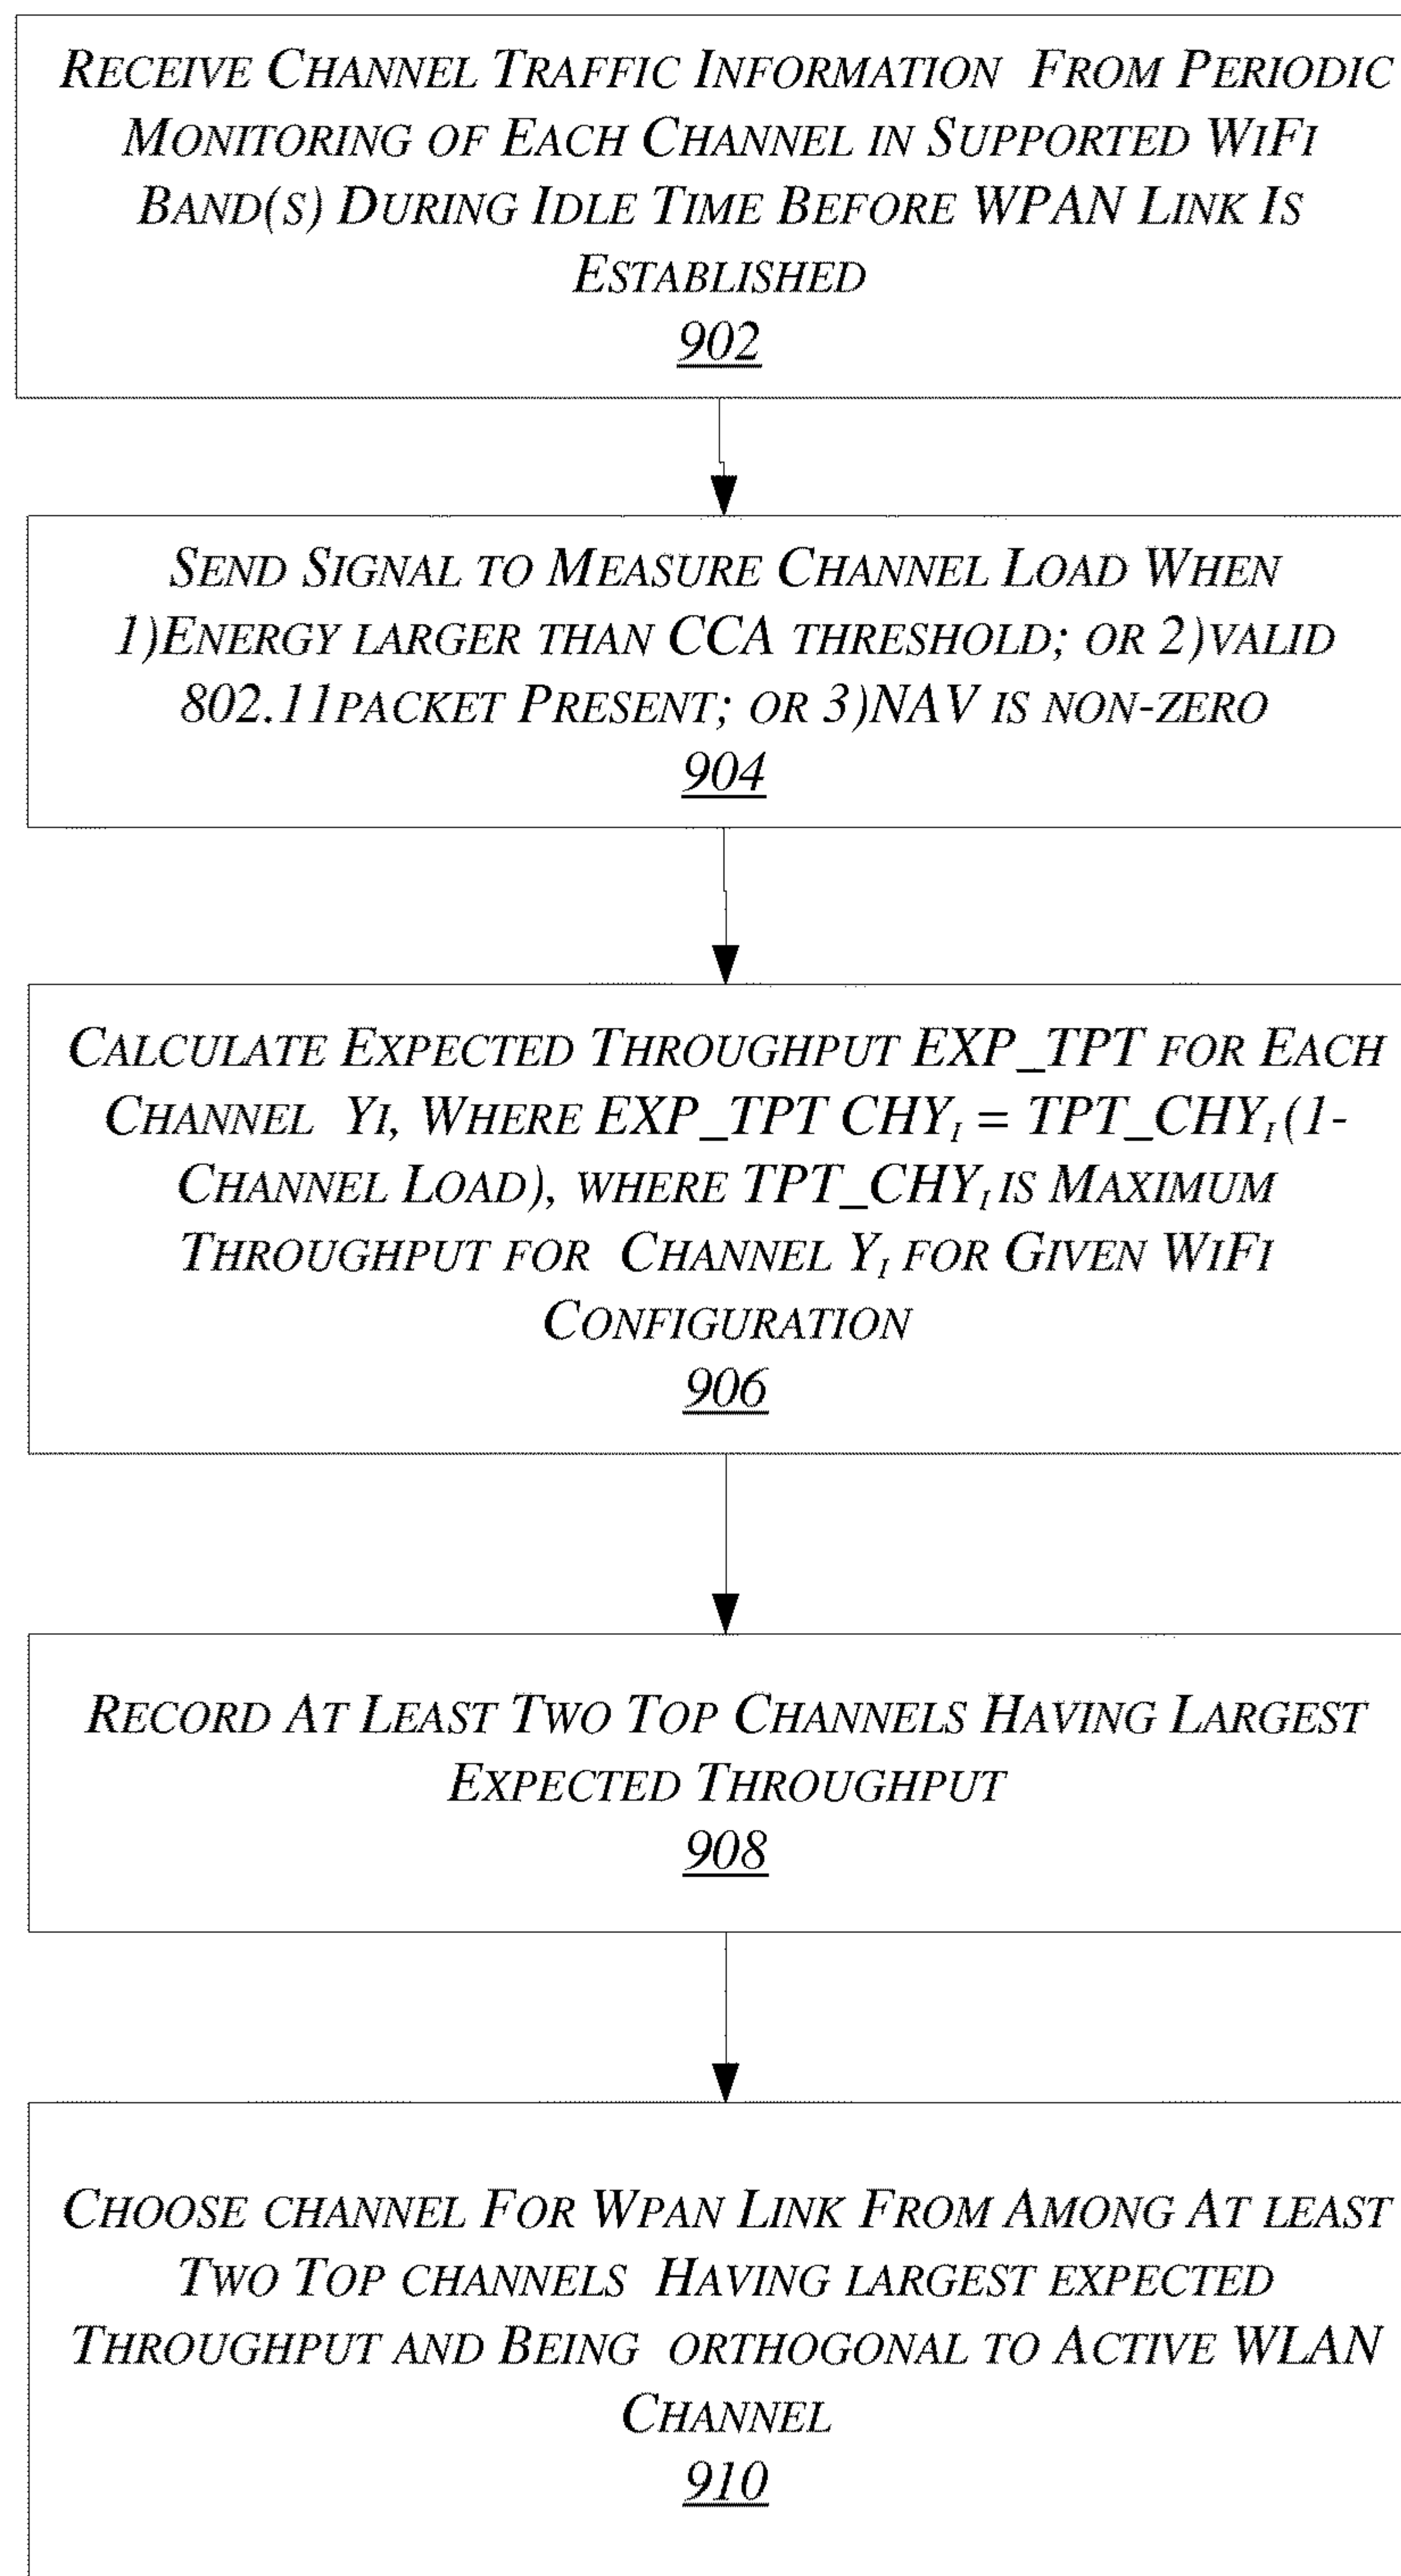 RECEIVE CHANNEL TRAFFIC INFORMATION FROM PERIODIC
MONITORING OF EACH CHANNEL IN SUPPORTED WIFI
BAND(S) DURING IDLE TIME BEFORE WPAN LINK IS
ESTABLISHED
902
SEND SIGNAL TO MEASURE CHANNEL LOAD WHEN
1)ENERGY LARGER THAN CCA THRESHOLD; OR 2)VALID
802.11PACKET PRESENT; OR 3)NAV IS NON-ZERO
904
CALCULATE EXPECTED THROUGHPUT EXP_TPT FOR EACH
CHANNEL YI, WHERE EXP_TPT CHYI = TPT_CHYI (1-
CHANNEL LOAD), WHERE TPT_CHYI IS MAXIMUM
THROUGHPUT FOR CHANNEL YI FOR GIVEN WIFI
CONFIGURATION
906
RECORD AT LEAST TWO TOP CHANNELS HAVING LARGEST
EXPECTED THROUGHPUT
908
CHOOSE CHANNEL FOR WPAN LINK FROM AMONG AT LEAST
TWO TOP CHANNELS HAVING LARGEST EXPECTED
THROUGHPUT AND BEING ORTHOGONAL TO ACTIVE WLAN
CHANNEL
910